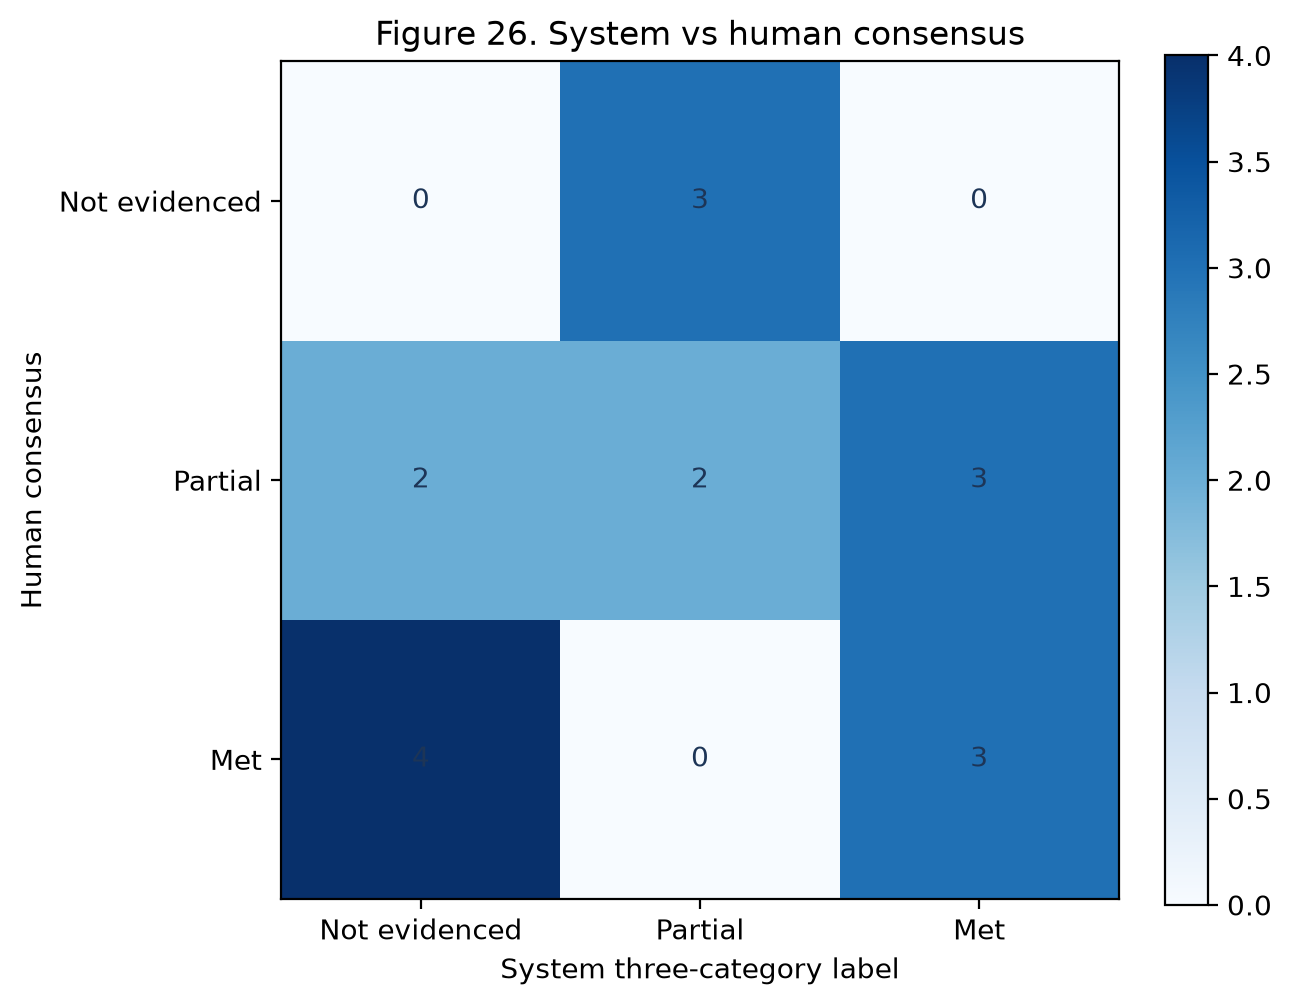 Figure 26. System vs human consensus
4.0
3.5
3.0
2.5
2.0
1.5
1.0
0.5
0.0
Human consensus
Not evidenced
0 3 0
Partial
2 2 3
Met
4 0 3
Not evidenced Partial Met
System three-category label